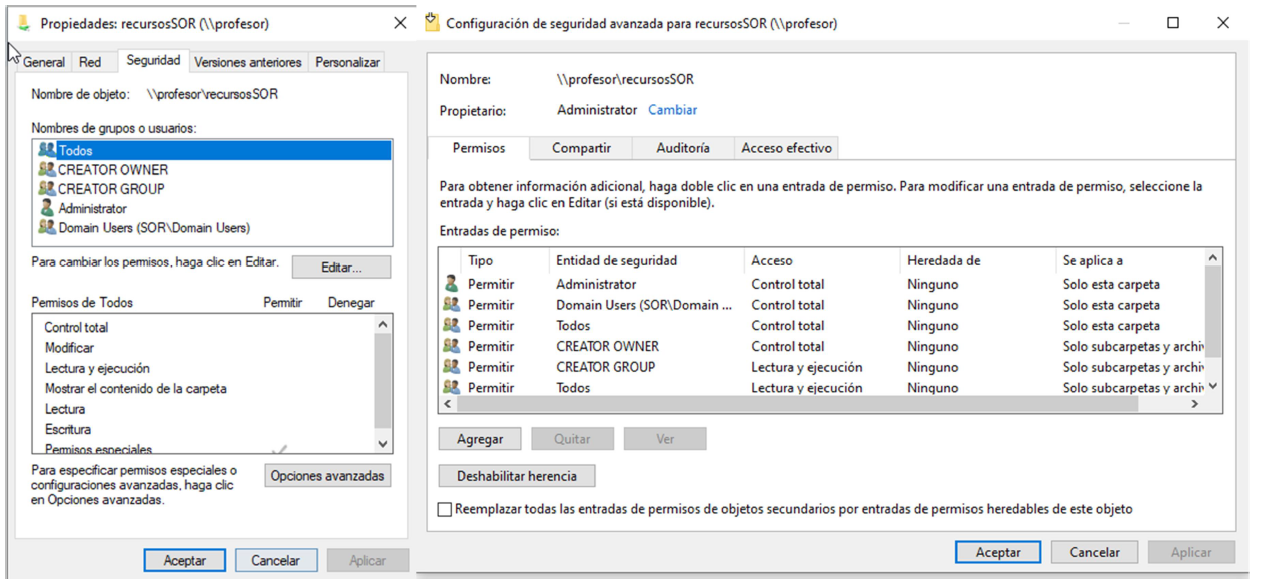 Propiedades: recursosSOR (\\profesor)
General Red Seguridad Versiones anteriores Personalizar
Nombre de objeto: \\profesor\recursosSOR
Nombres de grupos o usuarios:
Todos
CREATOR OWNER
CREATOR GROUP
Administrator
Domain Users (SOR\Domain Users)
Para cambiar los permisos, haga clic en Editar.
Editar...
Permisos de Todos Permitir Denegar
Control total
Modificar
Lectura y ejecución
Mostrar el contenido de la carpeta
Lectura
Escritura
Permisos especiales
Para especificar permisos especiales o
configuraciones avanzadas, haga clic
en Opciones avanzadas.
Opciones avanzadas
Aceptar Cancelar Aplicar
Configuración de seguridad avanzada para recursosSOR (\\profesor)
Nombre: \\profesor\recursosSOR
Propietario: Administrator Cambiar
Permisos Compartir Auditoría Acceso efectivo
Para obtener información adicional, haga doble clic en una entrada de permiso. Para modificar una entrada de permiso, seleccione la
entrada y haga clic en Editar (si está disponible).
Entradas de permiso:
Tipo Entidad de seguridad Acceso Heredada de Se aplica a
Permitir Administrator Control total Ninguno Solo esta carpeta
Permitir Domain Users (SOR\Domain ... Control total Ninguno Solo esta carpeta
Permitir Todos Control total Ninguno Solo esta carpeta
Permitir CREATOR OWNER Control total Ninguno Solo subcarpetas y archi
Permitir CREATOR GROUP Lectura y ejecución Ninguno Solo subcarpetas y archi
Permitir Todos Lectura y ejecución Ninguno Solo subcarpetas y archi
Agregar Quitar Ver
Deshabilitar herencia
Reemplazar todas las entradas de permisos de objetos secundarios por entradas de permisos heredables de este objeto
Aceptar Cancelar Aplicar